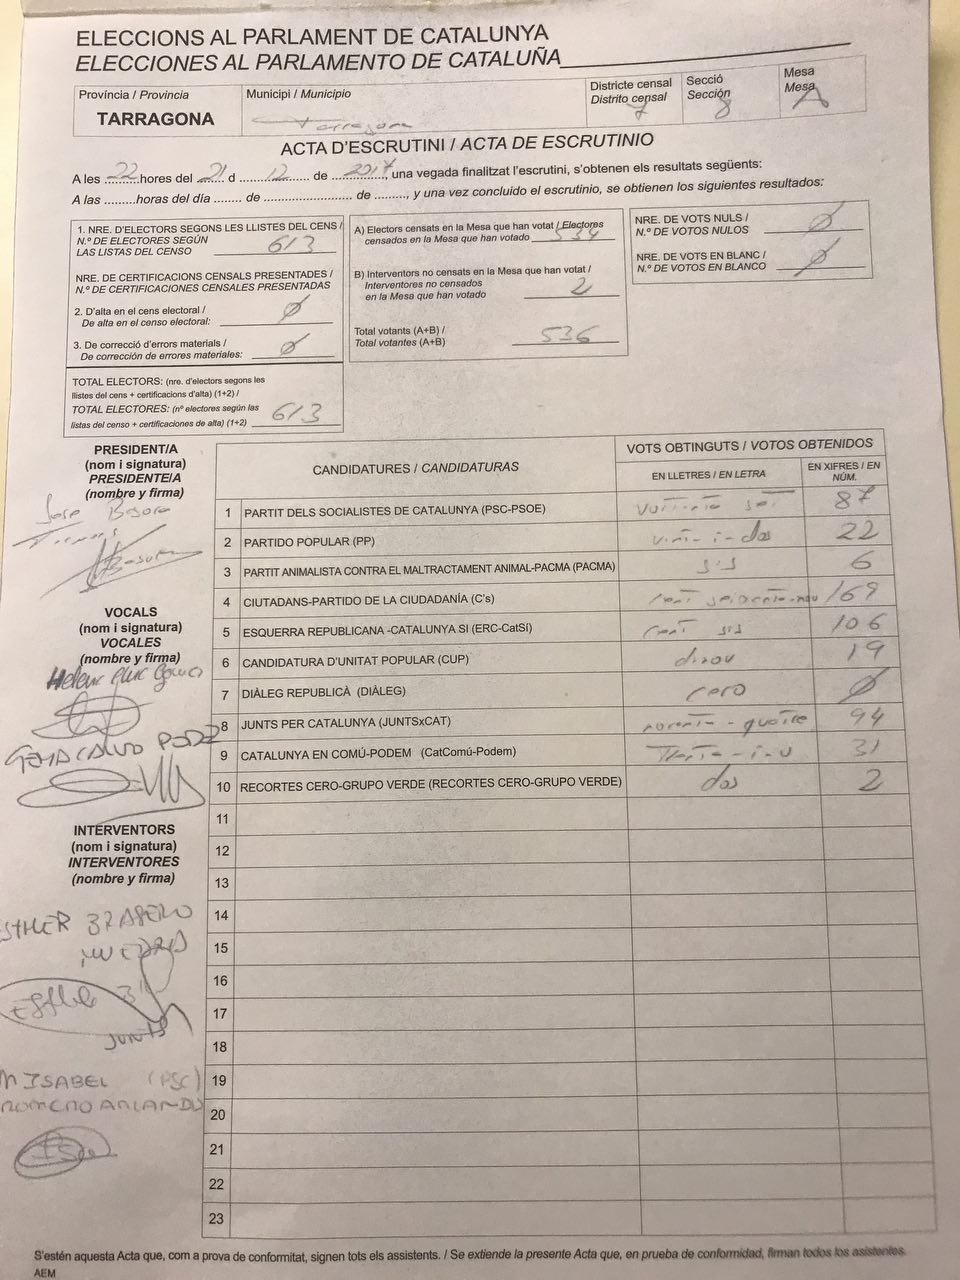 ELECCIONS AL PARLAMENT DE CATALUNYA
ELECCIONES AL PARLAMENTO DE CATALUÑA
Província / Provincia
TARRAGONA
Municipi / Municipio
Tarragona
Districte censal
Distrito censal
7
Secció
Sección
8
Mesa
Mesa
A
ACTA D'ESCRUTINI / ACTA DE ESCRUTINIO
A les 22 hores del 21 d 12 de 2017, una vegada finalitzat l'escrutini, s'obtenen els resultats següents:
A las ......... horas del día ........ de ......................... de ........, y una vez concluido el escrutinio, se obtienen los siguientes resultados:
1. NRE. D'ELECTORS SEGONS LES LLISTES DEL CENS /
N.º DE ELECTORES SEGÚN
LAS LISTAS DEL CENSO 613
NRE. DE CERTIFICACIONS CENSALS PRESENTADES /
N.º DE CERTIFICACIONES CENSALES PRESENTADAS
2. D'alta en el cens electoral /
De alta en el censo electoral: Ø
3. De correcció d'errors materials /
De corrección de errores materiales: Ø
TOTAL ELECTORS: (nre. d'electors segons les
llistes del cens + certificacions d'alta) (1+2) /
TOTAL ELECTORES: (nº electores según las
listas del censo + certificaciones de alta) (1+2) 613
A) Electors censats en la Mesa que han votat / Electores
censados en la Mesa que han votado 534
B) Interventors no censats en la Mesa que han votat /
Interventores no censados
en la Mesa que han votado 2
Total votants (A+B) /
Total votantes (A+B) 536
NRE. DE VOTS NULS /
N.º DE VOTOS NULOS Ø
NRE. DE VOTS EN BLANC /
N.º DE VOTOS EN BLANCO Ø
PRESIDENT/A
(nom i signatura)
PRESIDENTE/A
(nombre y firma)
Jose
VOCALS
(nom i signatura)
VOCALES
(nombre y firma)
INTERVENTORS
(nom i signatura)
INTERVENTORES
(nombre y firma)
JUNTS
ISABEL (PSC)
ROMERO
CANDIDATURES / CANDIDATURAS
VOTS OBTINGUTS / VOTOS OBTENIDOS
EN LLETRES / EN LETRA
EN XIFRES / EN
NÚM.
1 PARTIT DELS SOCIALISTES DE CATALUNYA (PSC-PSOE) 87
2 PARTIDO POPULAR (PP) vint-i-dos 22
3 PARTIT ANIMALISTA CONTRA EL MALTRACTAMENT ANIMAL-PACMA (PACMA) sis 6
4 CIUTADANS-PARTIDO DE LA CIUDADANÍA (C's) 169
5 ESQUERRA REPUBLICANA -CATALUNYA SI (ERC-CatSí) cent sis 106
6 CANDIDATURA D'UNITAT POPULAR (CUP) dinou 19
7 DIÀLEG REPUBLICÀ (DIÀLEG) cero Ø
8 JUNTS PER CATALUNYA (JUNTSxCAT) noranta-quatre 94
9 CATALUNYA EN COMÚ-PODEM (CatComú-Podem) 31
10 RECORTES CERO-GRUPO VERDE (RECORTES CERO-GRUPO VERDE) dos 2
11
12
13
14
15
16
17
18
19
20
21
22
23
S'estén aquesta Acta que, com a prova de conformitat, signen tots els assistents. / Se extiende la presente Acta que, en prueba de conformidad, firman todos los asistentes.
AEM